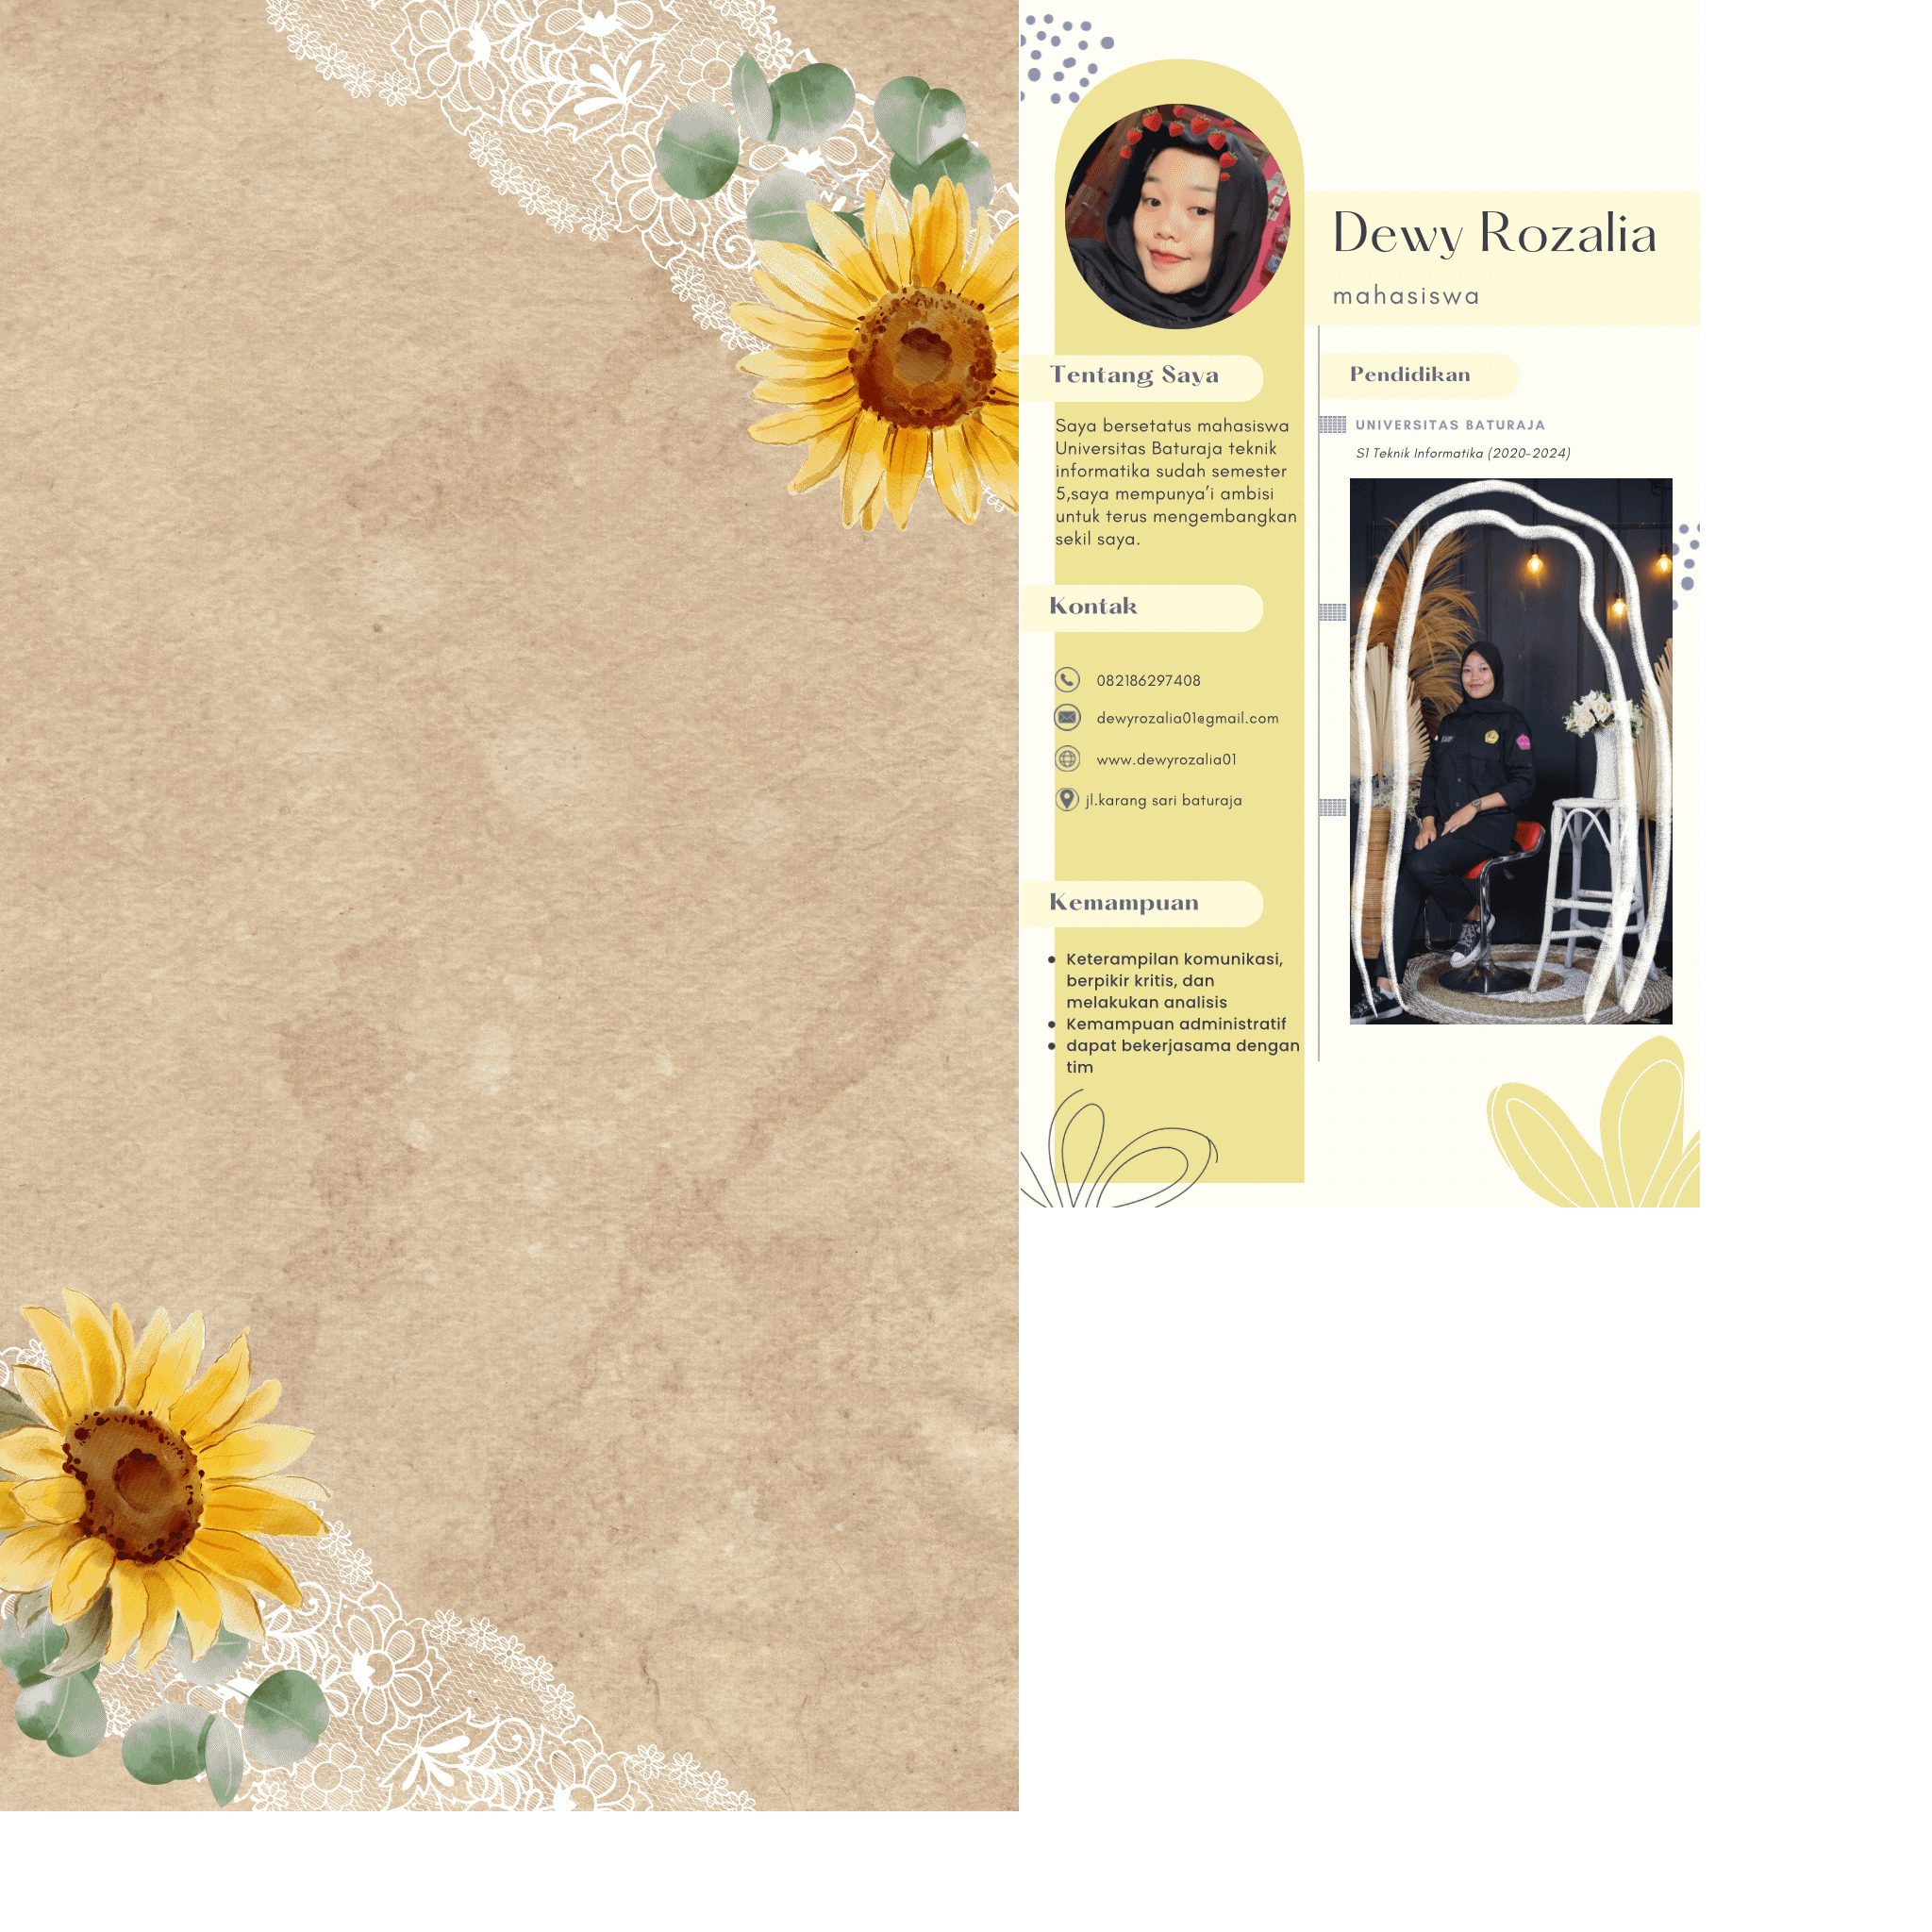 Dewy Rozalia
mahasiswa
Tentang Saya
Saya bersetatus mahasiswa
Universitas Baturaja teknik
informatika sudah semester
5,saya mempunya'i ambisi
untuk terus mengembangkan
sekil saya.
Kontak
082186297408
dewyrozalia01@gmail.com
www.dewyrozalia01
jl.karang sari baturaja
Kemampuan
Keterampilan komunikasi,
berpikir kritis, dan
melakukan analisis
Kemampuan administratif
dapat bekerjasama dengan
tim
Pendidikan
UNIVERSITAS BATURAJA
S1 Teknik Informatika (2020-2024)